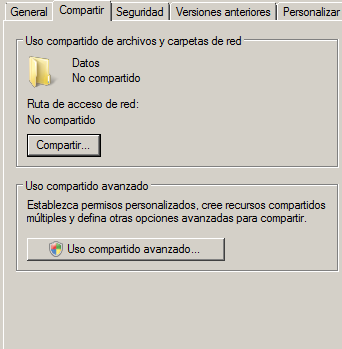 General Compartir Seguridad Versiones anteriores Personalizar
Uso compartido de archivos y carpetas de red
Datos
No compartido
Ruta de acceso de red:
No compartido
Compartir...
Uso compartido avanzado
Establezca permisos personalizados, cree recursos compartidos
múltiples y defina otras opciones avanzadas para compartir.
Uso compartido avanzado...